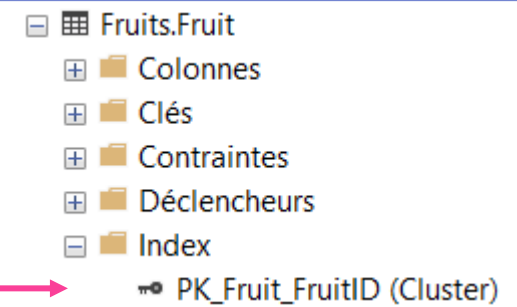 Fruits.Fruit
Colonnes
Clés
Contraintes
Déclencheurs
Index
PK_Fruit_FruitID (Cluster)